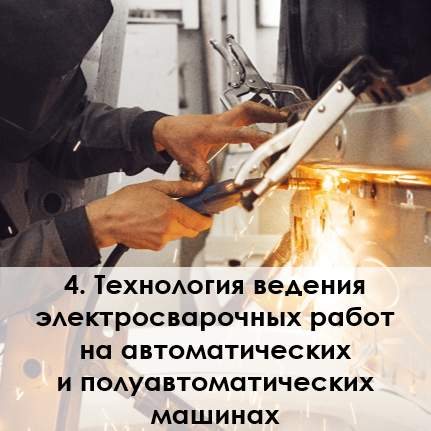 4. Технология ведения
электросварочных работ
на автоматических
и полуавтоматических
машинах